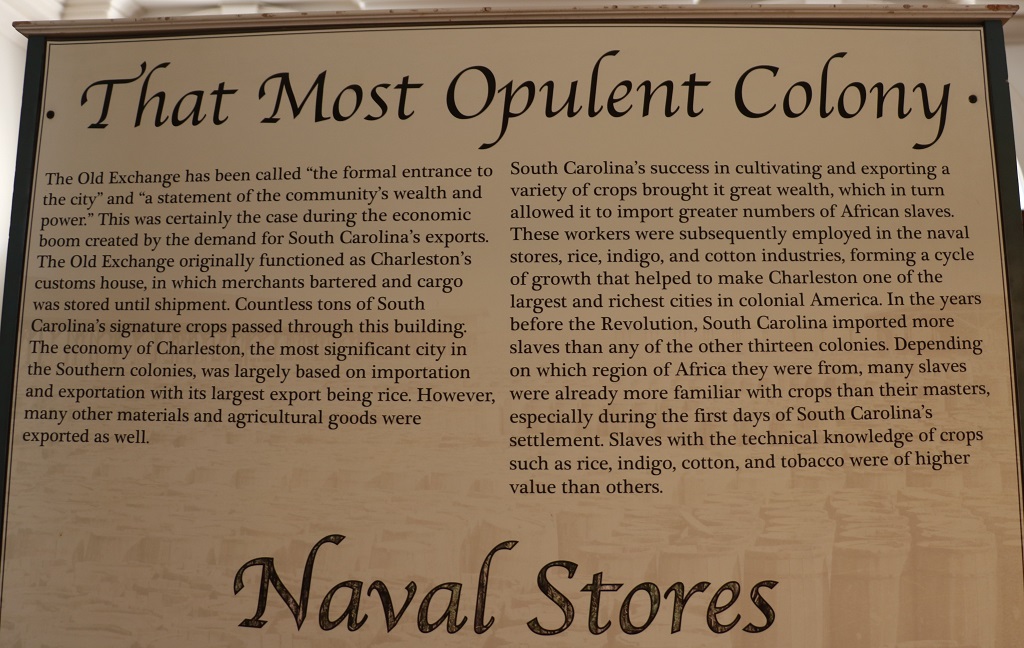 · That Most Opulent Colony ·
The Old Exchange has been called “the formal entrance to
the city” and “a statement of the community’s wealth and
power.” This was certainly the case during the economic
boom created by the demand for South Carolina’s exports.
The Old Exchange originally functioned as Charleston’s
customs house, in which merchants bartered and cargo
was stored until shipment. Countless tons of South
Carolina’s signature crops passed through this building.
The economy of Charleston, the most significant city in
the Southern colonies, was largely based on importation
and exportation with its largest export being rice. However,
many other materials and agricultural goods were
exported as well.
South Carolina’s success in cultivating and exporting a
variety of crops brought it great wealth, which in turn
allowed it to import greater numbers of African slaves.
These workers were subsequently employed in the naval
stores, rice, indigo, and cotton industries, forming a cycle
of growth that helped to make Charleston one of the
largest and richest cities in colonial America. In the years
before the Revolution, South Carolina imported more
slaves than any of the other thirteen colonies. Depending
on which region of Africa they were from, many slaves
were already more familiar with crops than their masters,
especially during the first days of South Carolina’s
settlement. Slaves with the technical knowledge of crops
such as rice, indigo, cotton, and tobacco were of higher
value than others.
Naval Stores